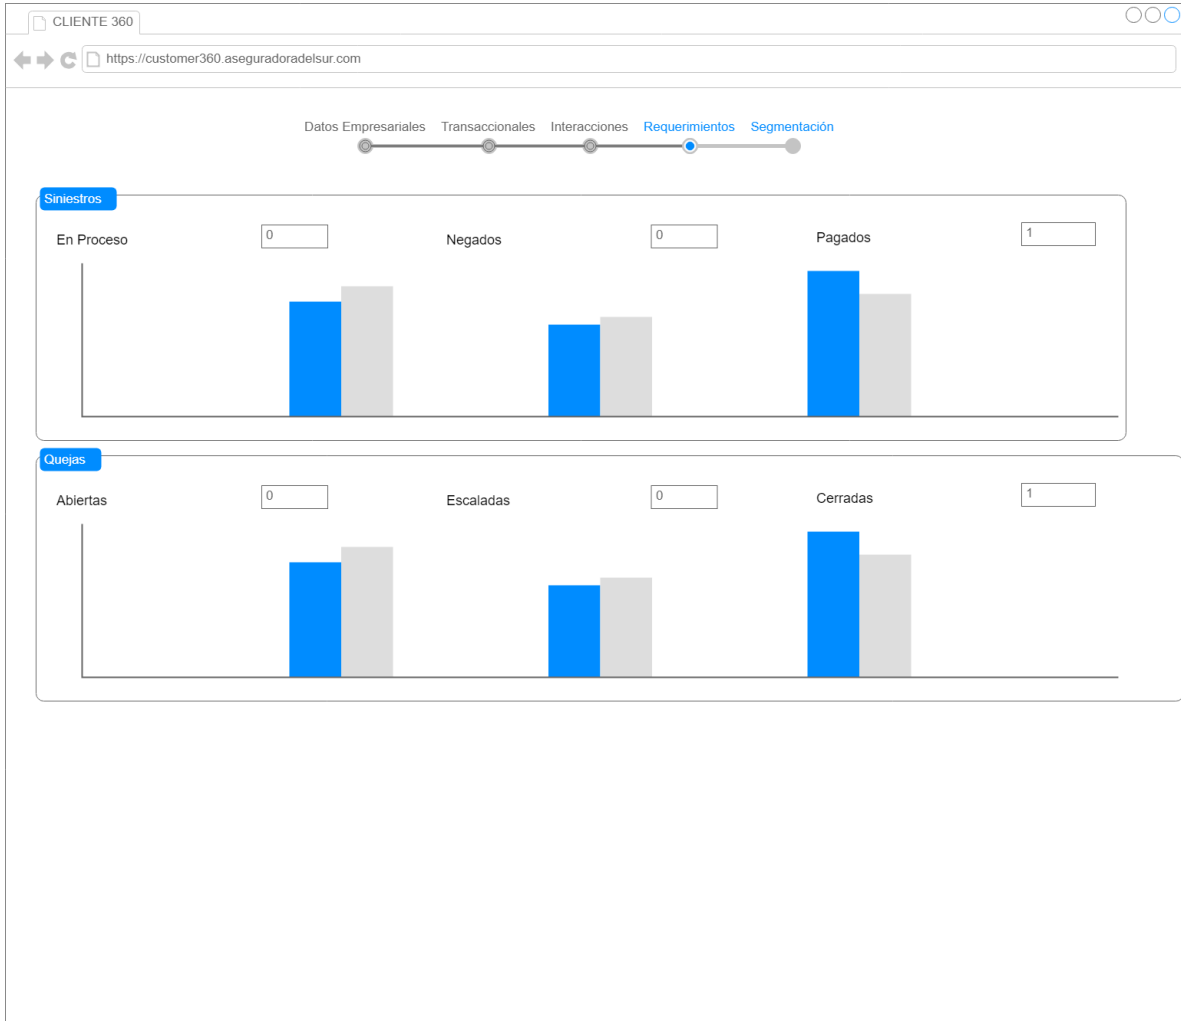 CLIENTE 360
https://customer360.aseguradoradelsur.com
Datos Empresariales Transaccionales Interacciones Requerimientos Segmentación
Siniestros
En Proceso 0 Negados 0 Pagados 1
Quejas
Abiertas 0 Escaladas 0 Cerradas 1